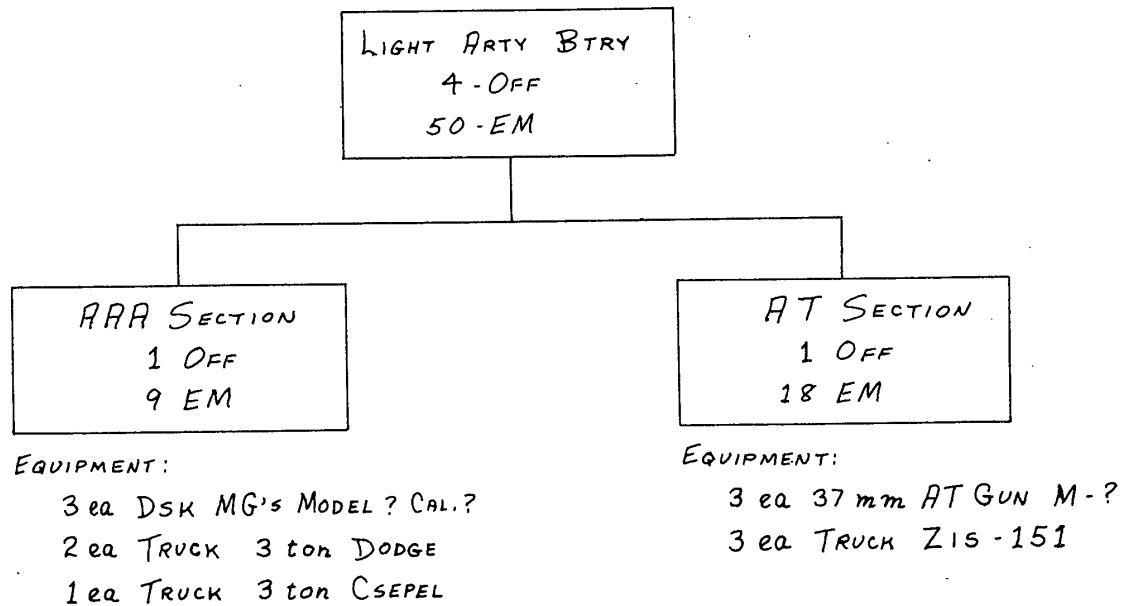 LIGHT ARTY BTRY
4 - OFF
50 - EM
AAA SECTION
1 OFF
9 EM
EQUIPMENT:
3 ea DSK MG'S MODEL ? CAL. ?
2 ea TRUCK 3 ton DODGE
1 ea TRUCK 3 ton CSEPEL
AT SECTION
1 OFF
18 EM
EQUIPMENT:
3 ea 37 mm AT GUN M - ?
3 ea TRUCK ZIS - 151